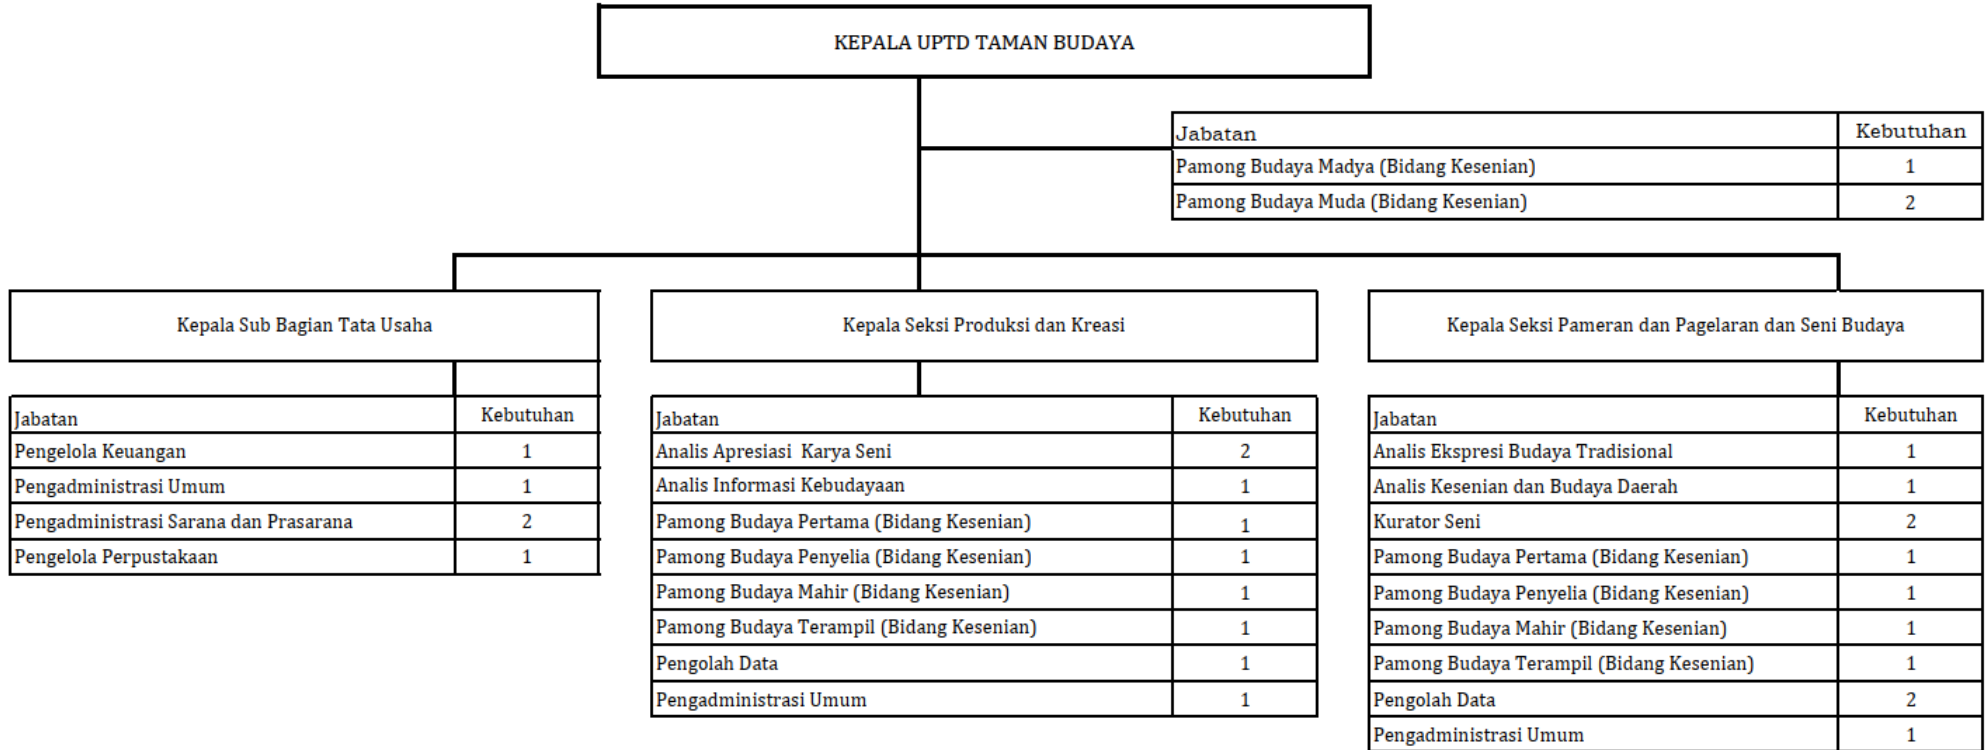 KEPALA UPTD TAMAN BUDAYA
Jabatan Kebutuhan
Pamong Budaya Madya (Bidang Kesenian) 1
Pamong Budaya Muda (Bidang Kesenian) 2
Kepala Sub Bagian Tata Usaha
Jabatan Kebutuhan
Pengelola Keuangan 1
Pengadministrasi Umum 1
Pengadministrasi Sarana dan Prasarana 2
Pengelola Perpustakaan 1
Kepala Seksi Produksi dan Kreasi
Jabatan Kebutuhan
Analis Apresiasi Karya Seni 2
Analis Informasi Kebudayaan 1
Pamong Budaya Pertama (Bidang Kesenian) 1
Pamong Budaya Penyelia (Bidang Kesenian) 1
Pamong Budaya Mahir (Bidang Kesenian) 1
Pamong Budaya Terampil (Bidang Kesenian) 1
Pengolah Data 1
Pengadministrasi Umum 1
Kepala Seksi Pameran dan Pagelaran dan Seni Budaya
Jabatan Kebutuhan
Analis Ekspresi Budaya Tradisional 1
Analis Kesenian dan Budaya Daerah 1
Kurator Seni 2
Pamong Budaya Pertama (Bidang Kesenian) 1
Pamong Budaya Penyelia (Bidang Kesenian) 1
Pamong Budaya Mahir (Bidang Kesenian) 1
Pamong Budaya Terampil (Bidang Kesenian) 1
Pengolah Data 2
Pengadministrasi Umum 1